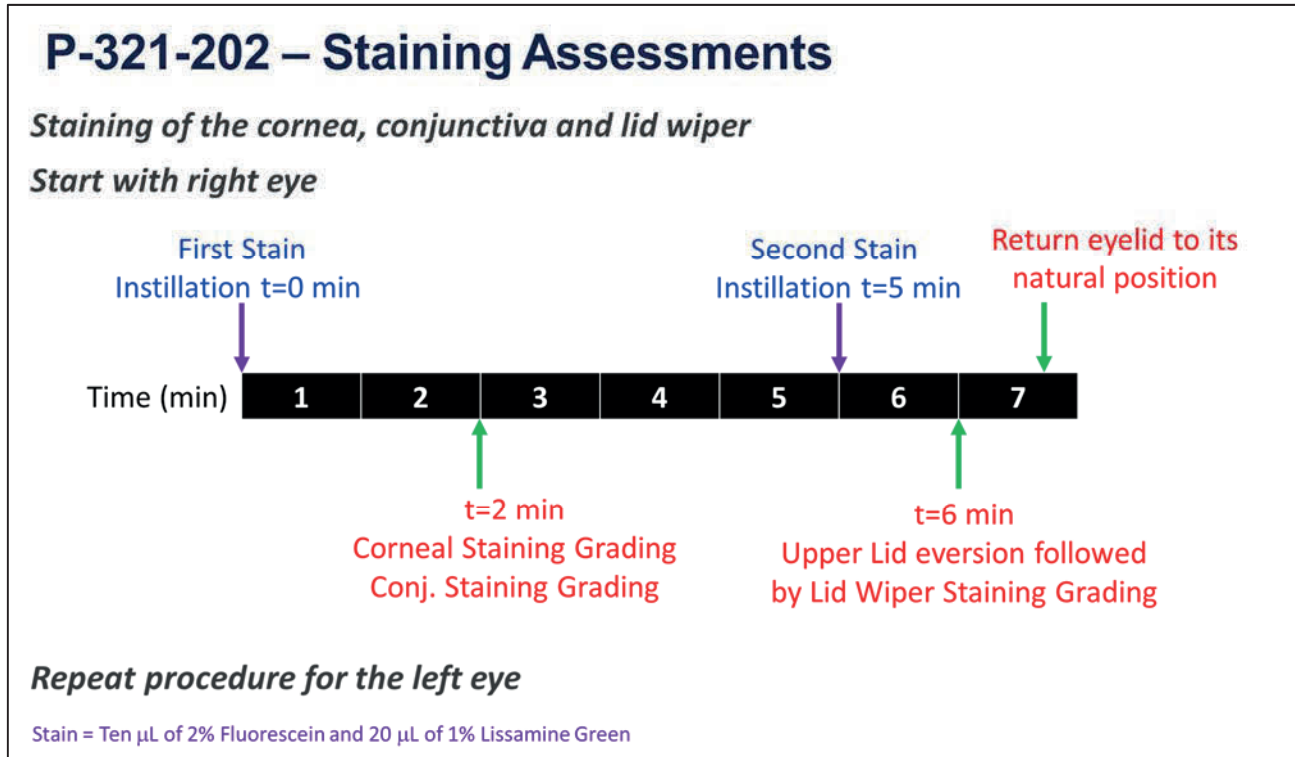 P-321-202 – Staining Assessments
Staining of the cornea, conjunctiva and lid wiper
Start with right eye
First Stain
Instillation t=0 min
Second Stain
Instillation t=5 min
Return eyelid to its
natural position
Time (min) 1 2 3 4 5 6 7
t=2 min
Corneal Staining Grading
Conj. Staining Grading
t=6 min
Upper Lid eversion followed
by Lid Wiper Staining Grading
Repeat procedure for the left eye
Stain = Ten µL of 2% Fluorescein and 20 µL of 1% Lissamine Green